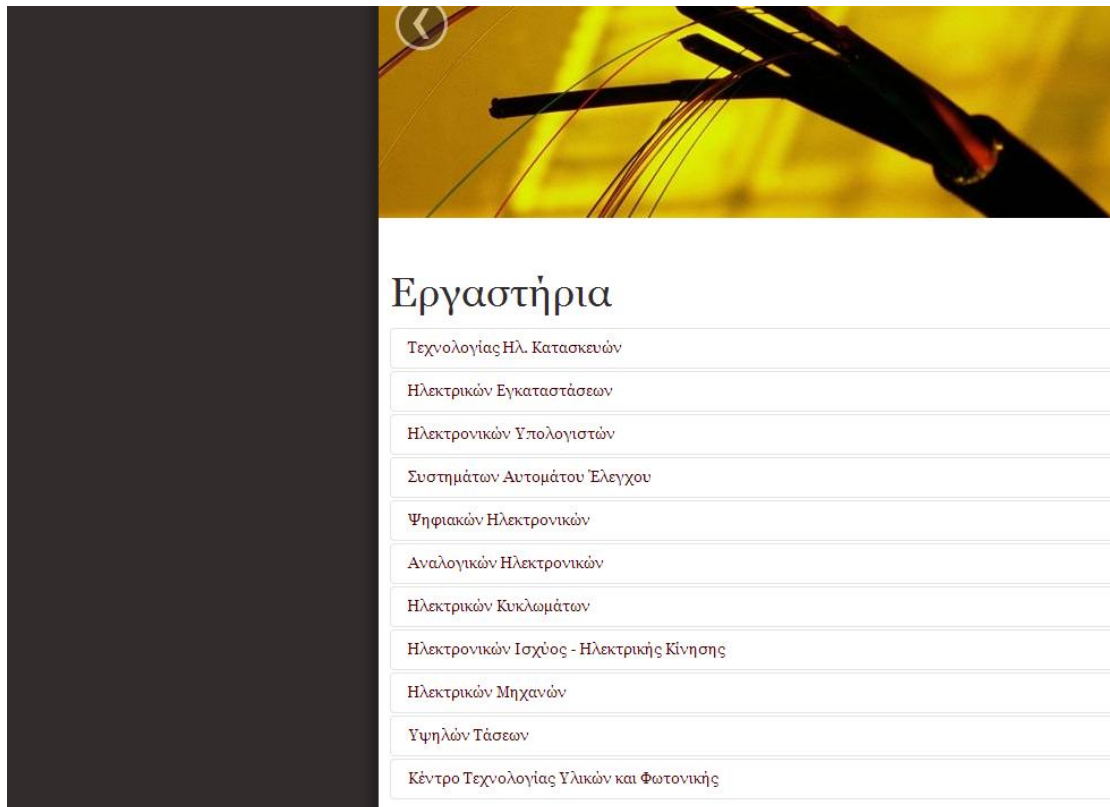 Εργαστήρια
Τεχνολογίας Ηλ. Κατασκευών
Ηλεκτρικών Εγκαταστάσεων
Ηλεκτρονικών Υπολογιστών
Συστημάτων Αυτομάτου Έλεγχου
Ψηφιακών Ηλεκτρονικών
Αναλογικών Ηλεκτρονικών
Ηλεκτρικών Κυκλωμάτων
Ηλεκτρονικών Ισχύος - Ηλεκτρικής Κίνησης
Ηλεκτρικών Μηχανών
Υψηλών Τάσεων
Κέντρο Τεχνολογίας Υλικών και Φωτονικής